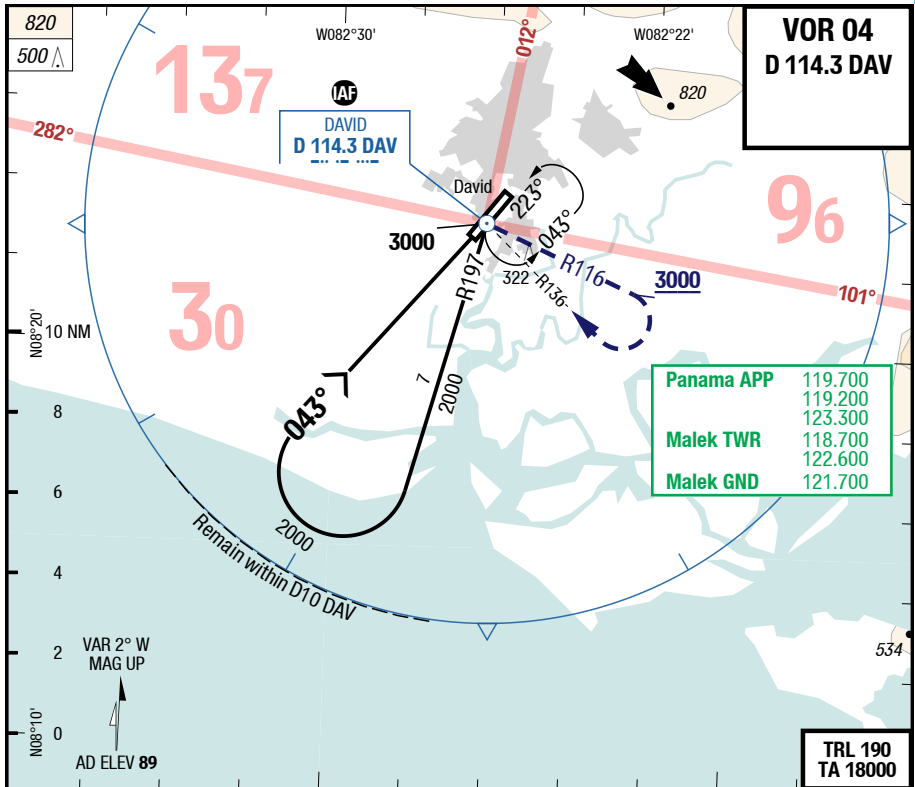 820
500
W082°30'
W082°22'
VOR 04
D 114.3 DAV
137
012°
IAF
820
282°
DAVID
D 114.3 DAV
David
223°
043°
96
3000
322
R136
R116
3000
R197
101°
N08°20'
10 NM
30
7
2000
043°
Panama APP 119.700
119.200
123.300
Malek TWR 118.700
122.600
Malek GND 121.700
8
6
2000
Remain within D10 DAV
4
2
VAR 2° W
MAG UP
534
N08°10'
0
AD ELEV 89
TRL 190
TA 18000